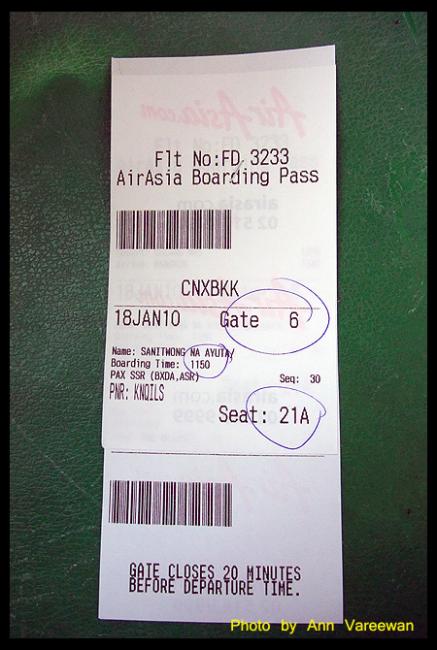 Flt No:FD 3233
AirAsia Boarding Pass
CNXBKK
18JAN10 Gate 6
Name: SANITWONG NA AYUTA/
Boarding Time: 1150
PAX SSR (BXDA,ASR) Seq: 30
PNR: KNQILS
Seat: 21A
GATE CLOSES 20 MINUTES
BEFORE DEPARTURE TIME.
Photo by Ann Vareewan